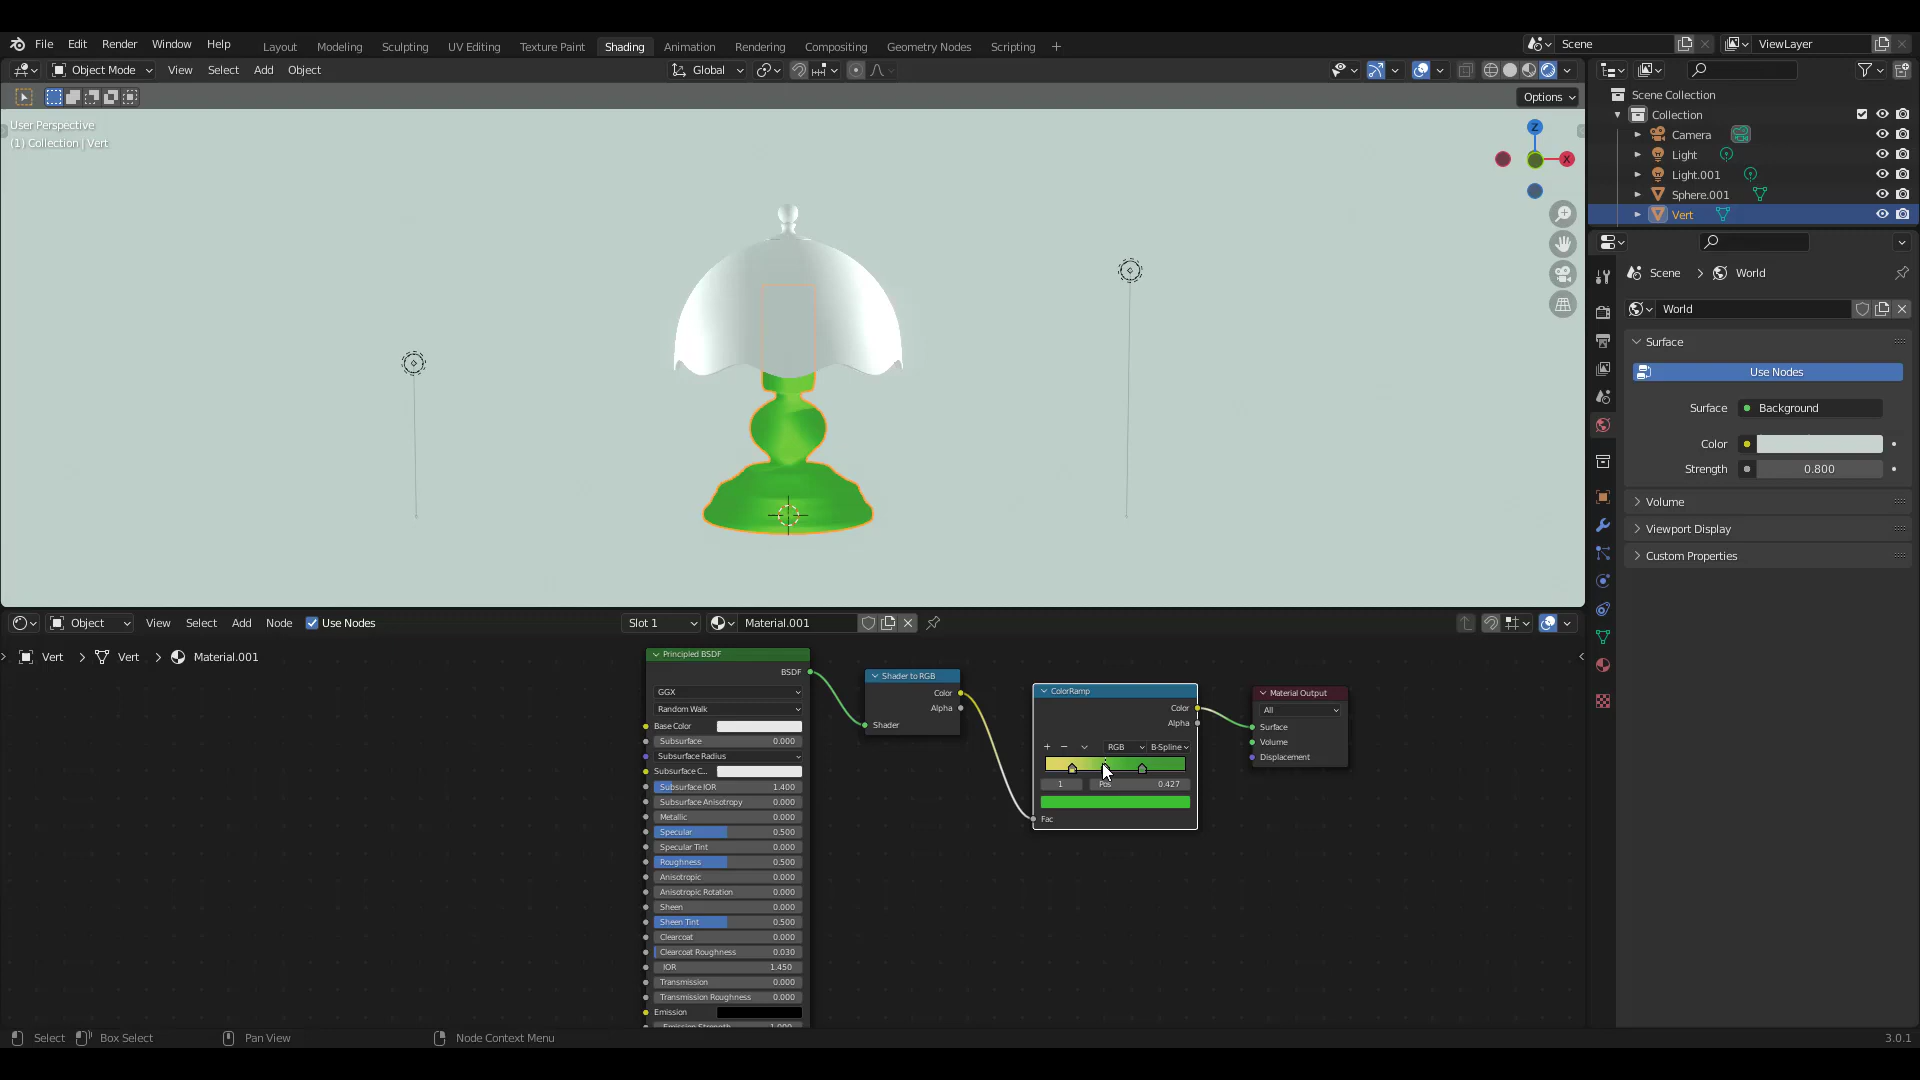 File Edit Render Window Help Layout Modeling Sculpting UV Editing Texture Paint Shading Animation Rendering Compositing Geometry Nodes Scripting + Scene ViewLayer
Object Mode View Select Add Object Global
Options
User Perspective
(1) Collection | Vert
Z
X
Scene Collection
Collection
Camera
Light
Light.001
Sphere.001
Vert
Scene > World
World
Surface
Use Nodes
Surface Background
Color
Strength 0.800
Volume
Viewport Display
Custom Properties
Object View Select Add Node Use Nodes Slot 1 Material.001
Vert > Vert > Material.001
Principled BSDF
BSDF
GGX
Random Walk
Base Color
Subsurface 0.000
Subsurface Radius
Subsurface C...
Subsurface IOR 1.400
Subsurface Anisotropy 0.000
Metallic 0.000
Specular 0.500
Specular Tint 0.000
Roughness 0.500
Anisotropic 0.000
Anisotropic Rotation 0.000
Sheen 0.000
Sheen Tint 0.500
Clearcoat 0.000
Clearcoat Roughness 0.030
IOR 1.450
Transmission 0.000
Transmission Roughness 0.000
Emission
Emission Strength 1.000
Shader to RGB
Color
Alpha
Shader
ColorRamp
Color
Alpha
+ − RGB B-Spline
1 Pos 0.427
Fac
Material Output
All
Surface
Volume
Displacement
Select Box Select Pan View Node Context Menu 3.0.1